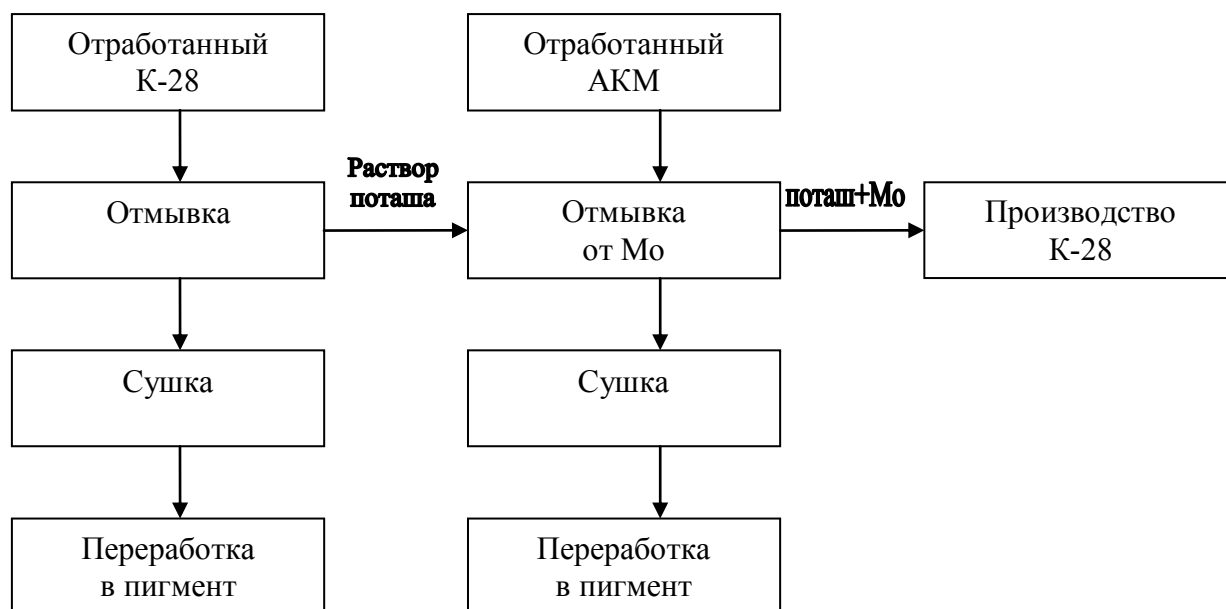 Отработанный
К-28
Отработанный
АКМ
Отмывка
Раствор
поташа
Отмывка
от Мо
поташ+Мо
Производство
К-28
Сушка
Сушка
Переработка
в пигмент
Переработка
в пигмент